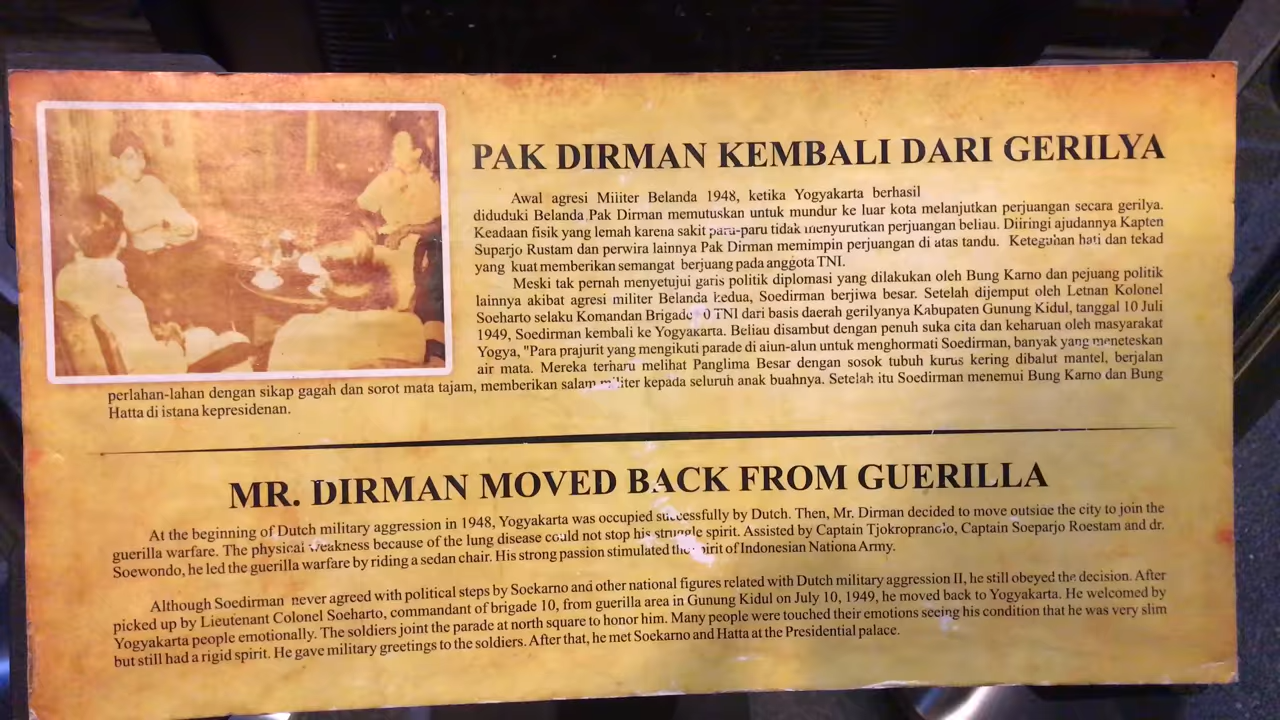 PAK DIRMAN KEMBALI DARI GERILYA
Awal agresi Militer Belanda 1948, ketika Yogyakarta berhasil
diduduki Belanda Pak Dirman memutuskan untuk mundur ke luar kota melanjutkan perjuangan secara gerilya.
Keadaan fisik yang lemah karena sakit paru-paru tidak menyurutkan perjuangan beliau. Diiringi ajudannya Kapten
Suparjo Rustam dan perwira lainnya Pak Dirman memimpin perjuangan di atas tandu. Keteguhan hati dan tekad
yang kuat memberikan semangat berjuang pada anggota TNI.
Meski tak pernah menyetujui garis politik diplomasi yang dilakukan oleh Bung Karno dan pejuang politik
lainnya akibat agresi militer Belanda kedua, Soedirman berjiwa besar. Setelah dijemput oleh Letnan Kolonel
Soeharto selaku Komandan Brigade 0 TNI dari basis daerah gerilyanya Kabupaten Gunung Kidul, tanggal 10 Juli
1949, Soedirman kembali ke Yogyakarta. Beliau disambut dengan penuh suka cita dan keharuan oleh masyarakat
Yogya, "Para prajurit yang mengikuti parade di alun-alun untuk menghormati Soedirman, banyak yang meneteskan
air mata. Mereka terharu melihat Panglima Besar dengan sosok tubuh kurus kering dibalut mantel, berjalan
perlahan-lahan dengan sikap gagah dan sorot mata tajam, memberikan salam militer kepada seluruh anak buahnya. Setelah itu Soedirman menemui Bung Karno dan Bung
Hatta di istana kepresidenan.
MR. DIRMAN MOVED BACK FROM GUERILLA
At the beginning of Dutch military aggression in 1948, Yogyakarta was occupied successfully by Dutch. Then, Mr. Dirman decided to move outside the city to join the
guerilla warfare. The physical weakness because of the lung disease could not stop his struggle spirit. Assisted by Captain Tjokropranolo, Captain Soeparjo Roestam and dr.
Soewondo, he led the guerilla warfare by riding a sedan chair. His strong passion stimulated the spirit of Indonesian Nationa Army.
Although Soedirman never agreed with political steps by Soekarno and other national figures related with Dutch military aggression II, he still obeyed the decision. After
picked up by Lieutenant Colonel Soeharto, commandant of brigade 10, from guerilla area in Gunung Kidul on July 10, 1949, he moved back to Yogyakarta. He welcomed by
Yogyakarta people emotionally. The soldiers joint the parade at north square to honor him. Many people were touched their emotions seeing his condition that he was very slim
but still had a rigid spirit. He gave military greetings to the soldiers. After that, he met Soekarno and Hatta at the Presidential palace.